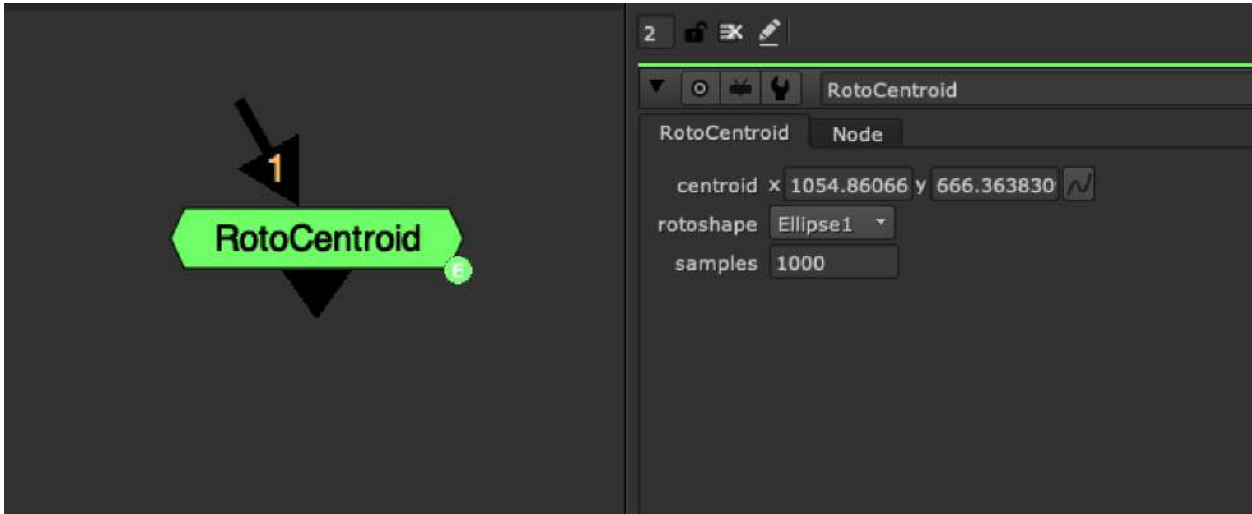 2
RotoCentroid
RotoCentroid Node
centroid x 1054.86066 y 666.363830
rotoshape Ellipse1
samples 1000
1
RotoCentroid
E